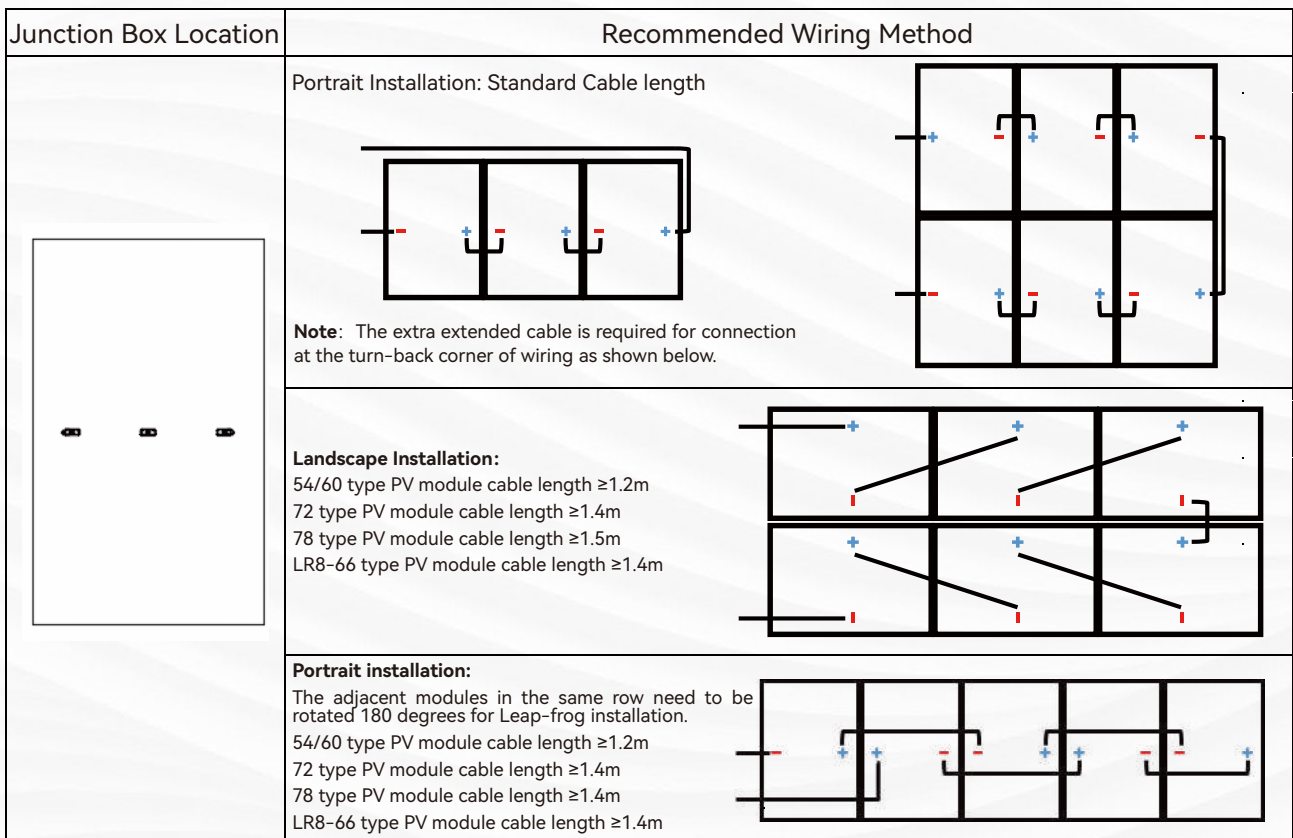 Junction Box Location
Recommended Wiring Method
Portrait Installation: Standard Cable length
- + - + - +
Note: The extra extended cable is required for connection
at the turn-back corner of wiring as shown below.
+ - + - + -
- + - + - +
Landscape Installation:
54/60 type PV module cable length ≥1.2m
72 type PV module cable length ≥1.4m
78 type PV module cable length ≥1.5m
LR8-66 type PV module cable length ≥1.4m
+ + +
- - -
+ + +
- - -
Portrait installation:
The adjacent modules in the same row need to be
rotated 180 degrees for Leap-frog installation.
54/60 type PV module cable length ≥1.2m
72 type PV module cable length ≥1.4m
78 type PV module cable length ≥1.4m
LR8-66 type PV module cable length ≥1.4m
- + + - - + + - - +